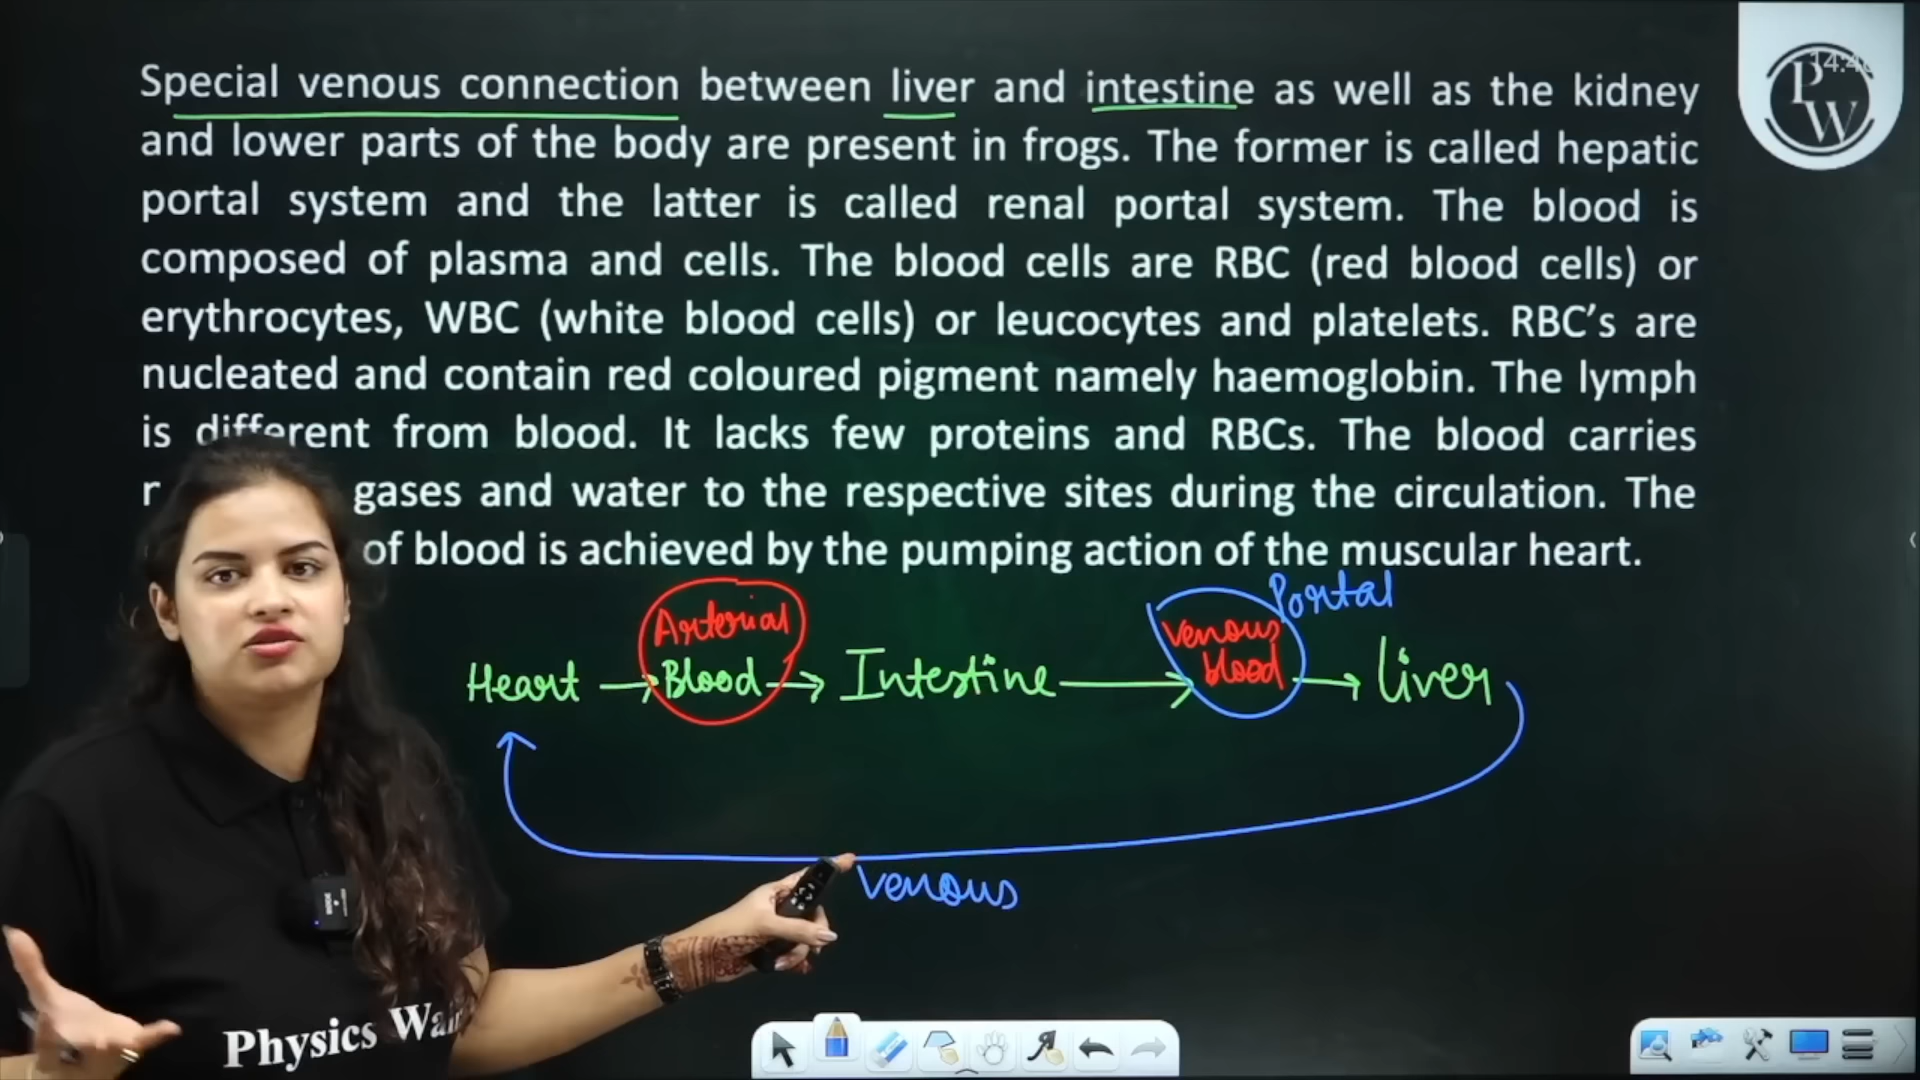 Special venous connection between liver and intestine as well as the kidney
and lower parts of the body are present in frogs. The former is called hepatic
portal system and the latter is called renal portal system. The blood is
composed of plasma and cells. The blood cells are RBC (red blood cells) or
erythrocytes, WBC (white blood cells) or leucocytes and platelets. RBC’s are
nucleated and contain red coloured pigment namely haemoglobin. The lymph
is different from blood. It lacks few proteins and RBCs. The blood carries
gases and water to the respective sites during the circulation. The
of blood is achieved by the pumping action of the muscular heart.
Portal
Arterial
venous
Heart → Blood → Intestine → blood → Liver
venous
Physics
PW